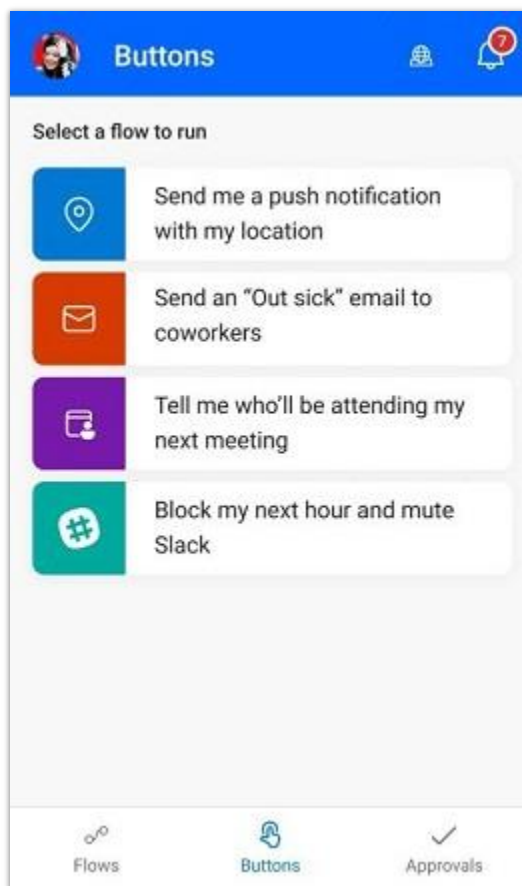 Buttons
7
Select a flow to run
Send me a push notification
with my location
Send an “Out sick” email to
coworkers
Tell me who’ll be attending my
next meeting
Block my next hour and mute
Slack
Flows
Buttons
Approvals